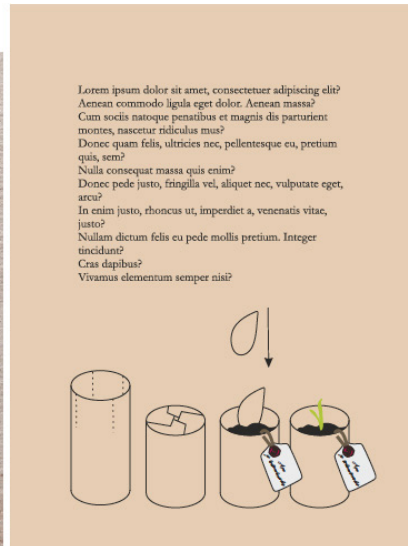 Lorem ipsum dolor sit amet, consectetuer adipiscing elit?
Aenean commodo ligula eget dolor. Aenean massa?
Cum sociis natoque penatibus et magnis dis parturient
montes, nascetur ridiculus mus?
Donec quam felis, ultricies nec, pellentesque eu, pretium
quis, sem?
Nulla consequat massa quis enim?
Donec pede justo, fringilla vel, aliquet nec, vulputate eget,
arcu?
In enim justo, rhoncus ut, imperdiet a, venenatis vitae,
justo?
Nullam dictum felis eu pede mollis pretium. Integer
tincidunt?
Cras dapibus?
Vivamus elementum semper nisi?